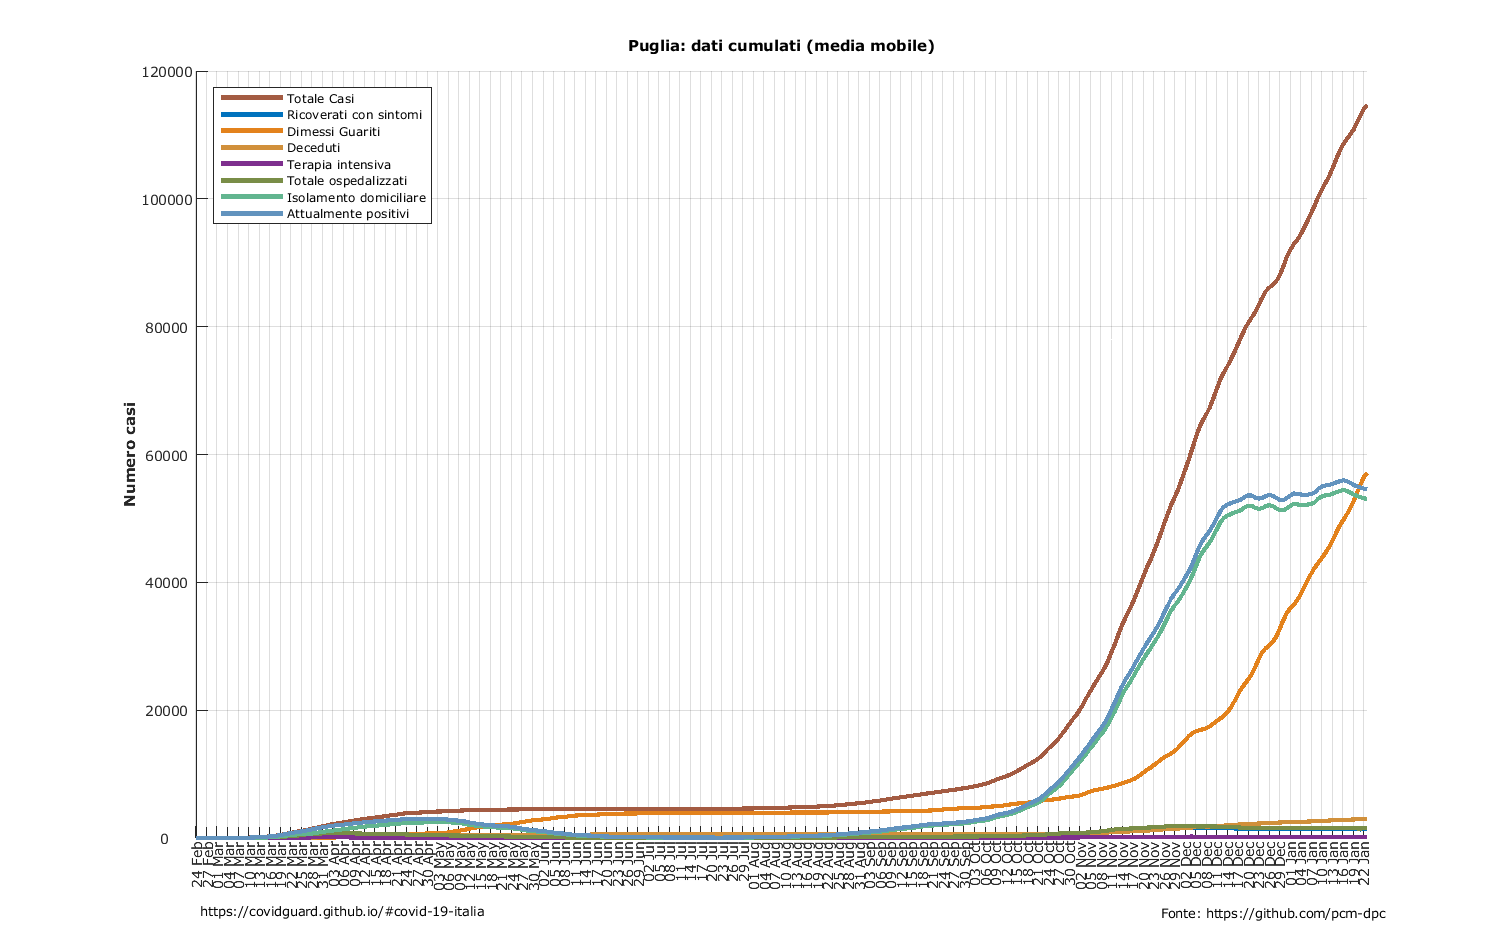 Puglia: dati cumulati (media mobile)
120000
100000
80000
60000
40000
20000
0
Numero casi
Totale Casi
Ricoverati con sintomi
Dimessi Guariti
Deceduti
Terapia intensiva
Totale ospedalizzati
Isolamento domiciliare
Attualmente positivi
24 Feb
27 Feb
01 Mar
04 Mar
07 Mar
10 Mar
13 Mar
16 Mar
19 Mar
22 Mar
25 Mar
28 Mar
31 Mar
03 Apr
06 Apr
09 Apr
12 Apr
15 Apr
18 Apr
21 Apr
24 Apr
27 Apr
30 Apr
03 May
06 May
09 May
12 May
15 May
18 May
21 May
24 May
27 May
30 May
02 Jun
05 Jun
08 Jun
11 Jun
14 Jun
17 Jun
20 Jun
23 Jun
26 Jun
29 Jun
02 Jul
05 Jul
08 Jul
11 Jul
14 Jul
17 Jul
20 Jul
23 Jul
26 Jul
29 Jul
01 Aug
04 Aug
07 Aug
10 Aug
13 Aug
16 Aug
19 Aug
22 Aug
25 Aug
28 Aug
31 Aug
03 Sep
06 Sep
09 Sep
12 Sep
15 Sep
18 Sep
21 Sep
24 Sep
27 Sep
30 Sep
03 Oct
06 Oct
09 Oct
12 Oct
15 Oct
18 Oct
21 Oct
24 Oct
27 Oct
30 Oct
02 Nov
05 Nov
08 Nov
11 Nov
14 Nov
17 Nov
20 Nov
23 Nov
26 Nov
29 Nov
02 Dec
05 Dec
08 Dec
11 Dec
14 Dec
17 Dec
20 Dec
23 Dec
26 Dec
29 Dec
01 Jan
04 Jan
07 Jan
10 Jan
13 Jan
16 Jan
19 Jan
22 Jan
https://covidguard.github.io/#covid-19-italia
Fonte: https://github.com/pcm-dpc